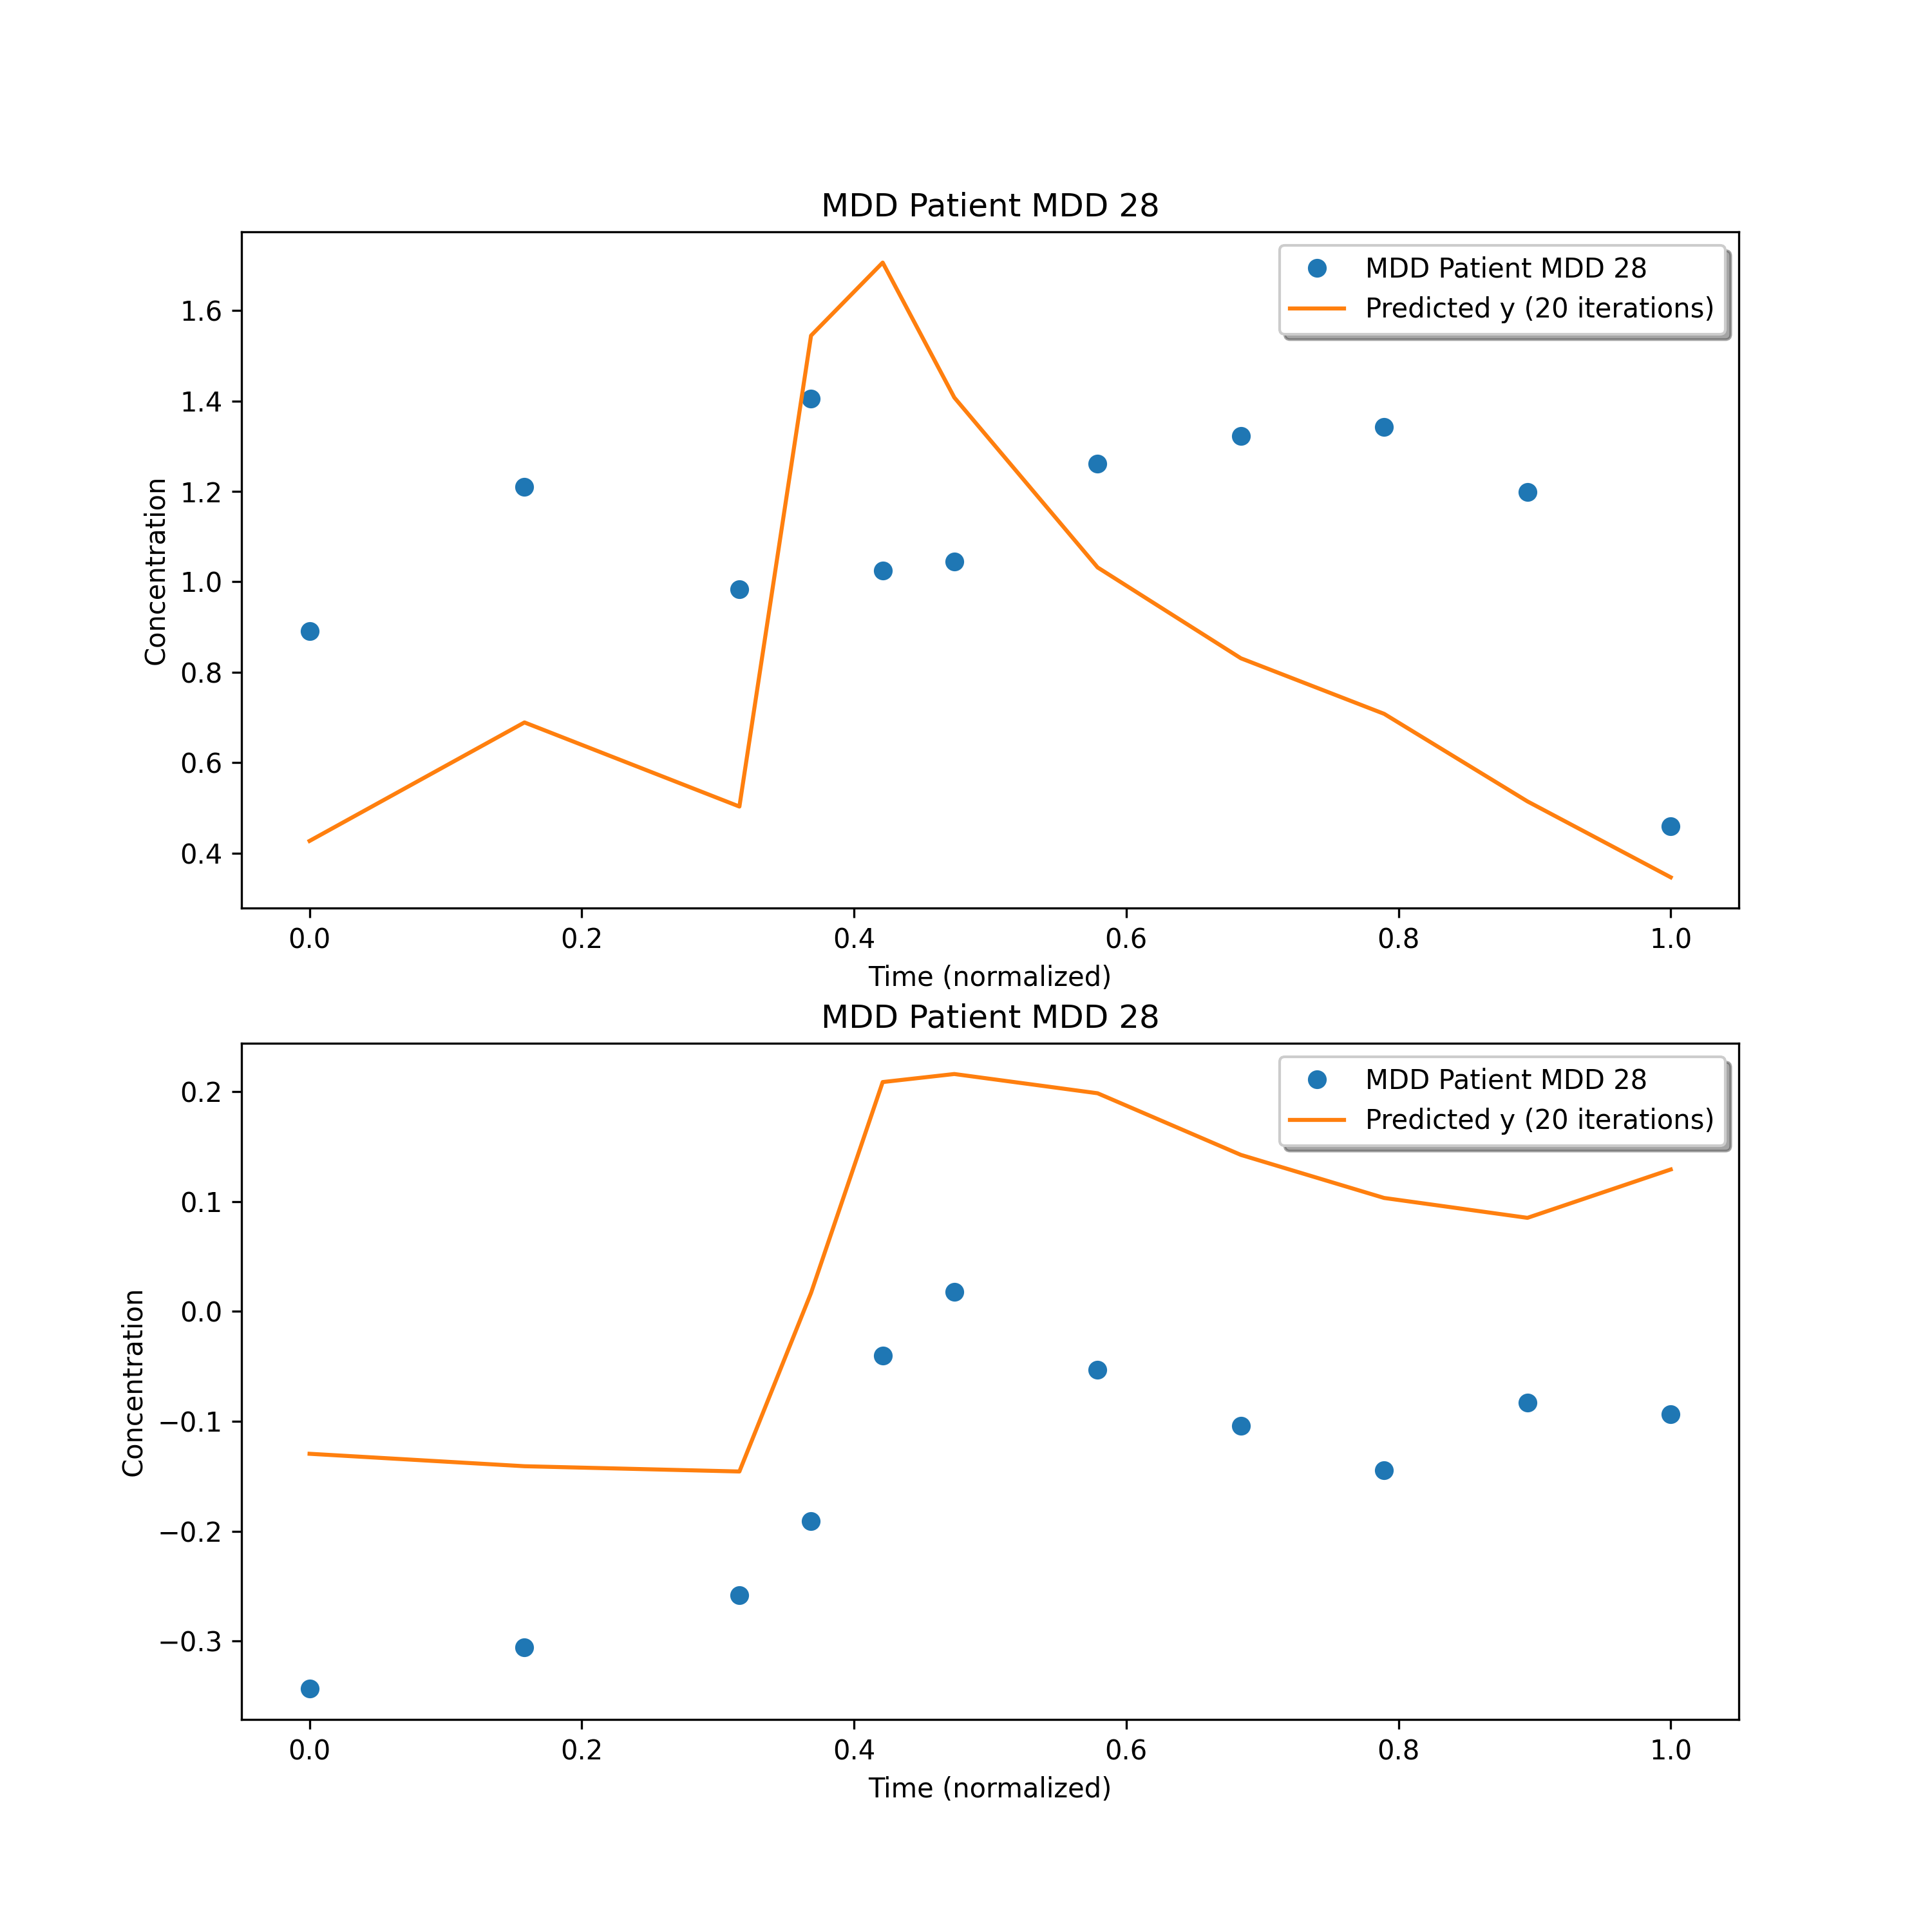 MDD Patient MDD 28
MDD Patient MDD 28
Predicted y (20 iterations)
Concentration
1.6
1.4
1.2
1.0
0.8
0.6
0.4
0.0 0.2 0.4 0.6 0.8 1.0
Time (normalized)
MDD Patient MDD 28
MDD Patient MDD 28
Predicted y (20 iterations)
Concentration
0.2
0.1
0.0
−0.1
−0.2
−0.3
0.0 0.2 0.4 0.6 0.8 1.0
Time (normalized)